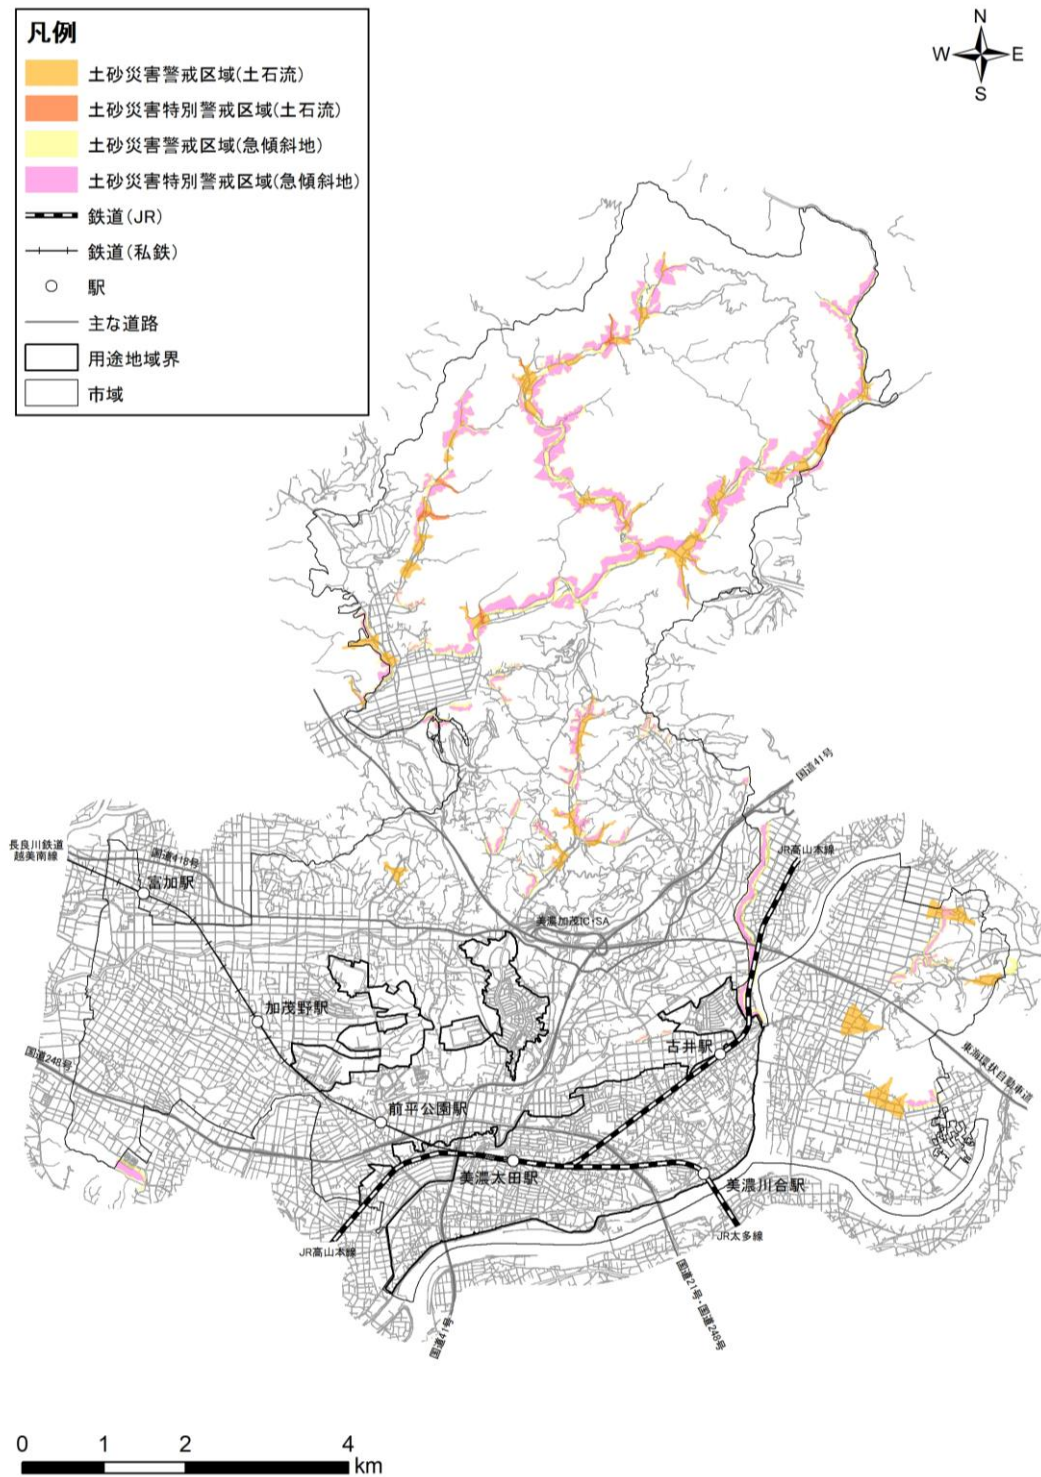 凡例
土砂災害警戒区域(土石流)
土砂災害特別警戒区域(土石流)
土砂災害警戒区域(急傾斜地)
土砂災害特別警戒区域(急傾斜地)
鉄道(JR)
鉄道(私鉄)
駅
主な道路
用途地域界
市域
N
W
E
S
国道41号
長良川鉄道
越美南線
国道418号
JR高山本線
富加駅
美濃加茂IC・SA
加茂野駅
国道248号
古井駅
東海環状自動車道
前平公園駅
美濃太田駅
美濃川合駅
JR高山本線
JR太多線
国道21号・国道248号
国道41号
0
1
2
4
km